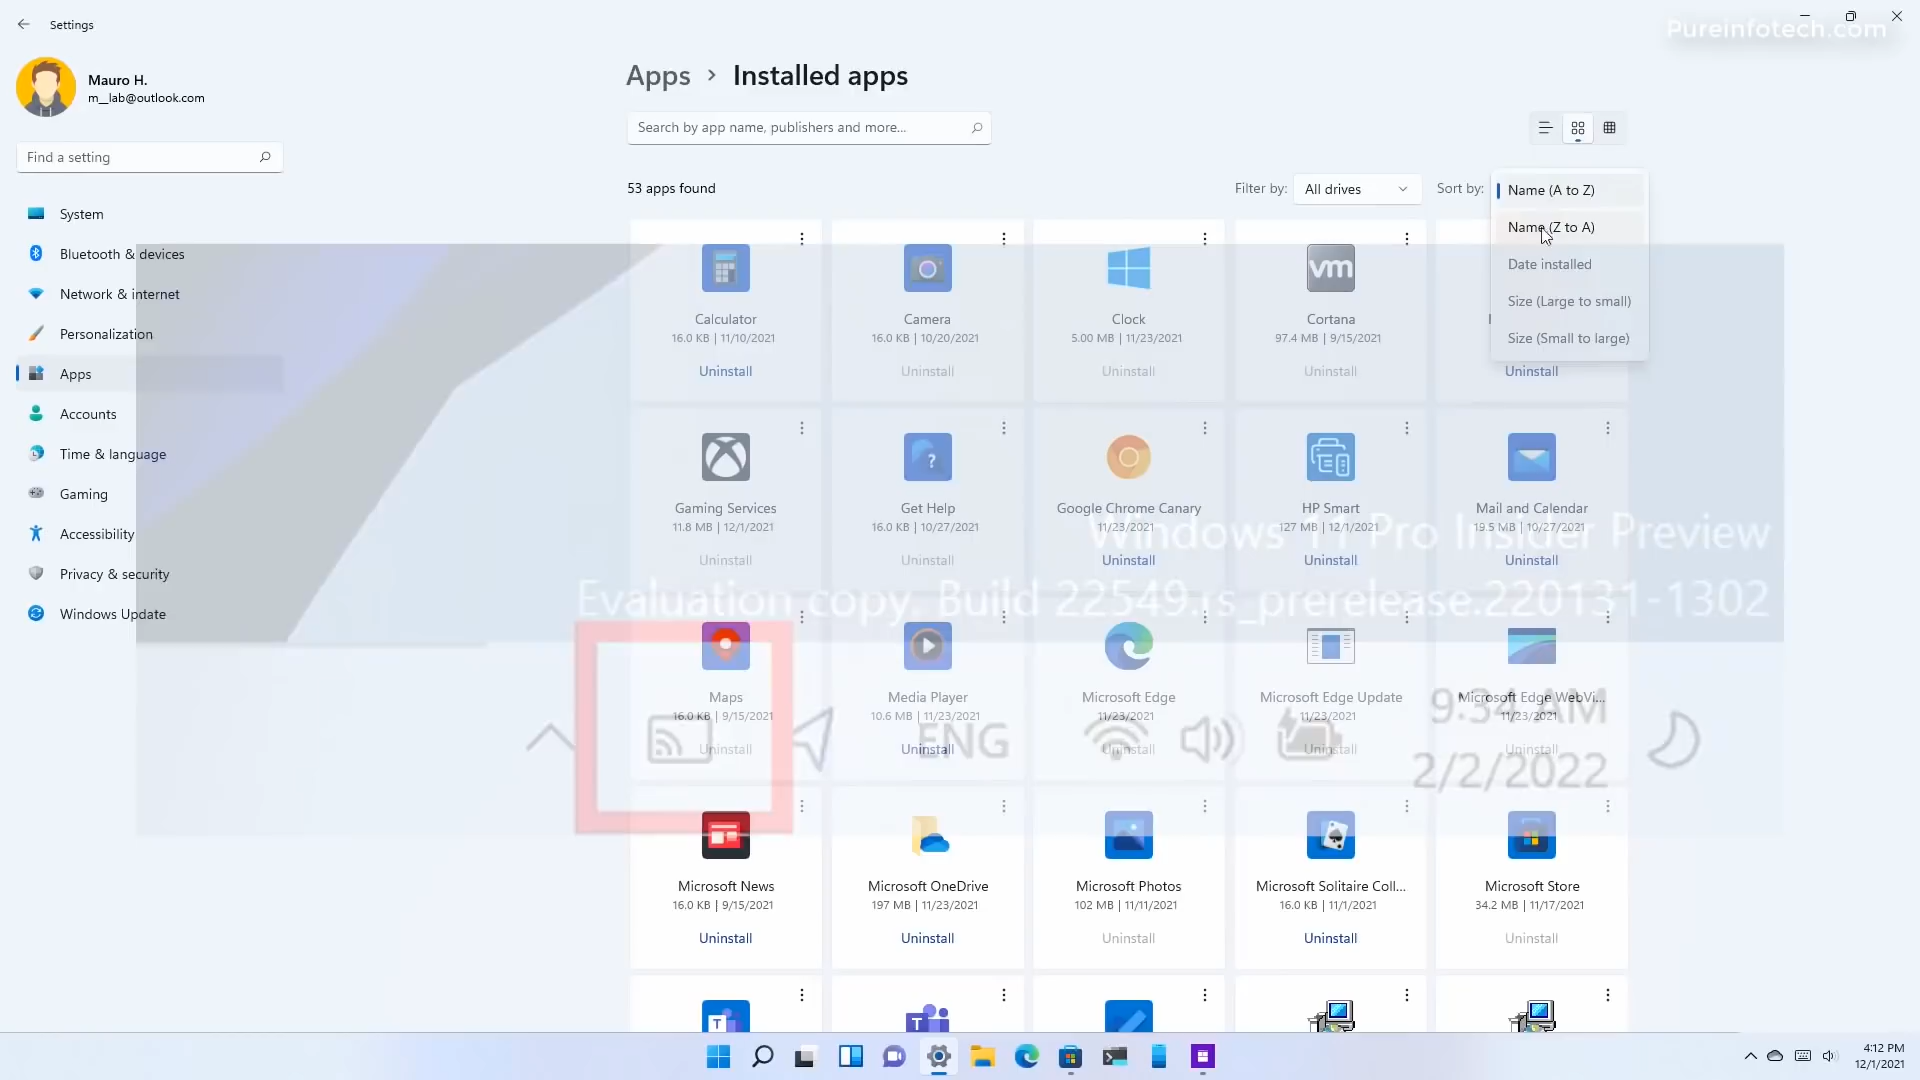 Settings
Pureinfotech.com
Mauro H.
m__lab@outlook.com
Find a setting
System
Bluetooth & devices
Network & internet
Personalization
Apps
Accounts
Time & language
Gaming
Accessibility
Privacy & security
Windows Update
Apps > Installed apps
Search by app name, publishers and more...
53 apps found
Filter by: All drives
Sort by:
Name (A to Z)
Name (Z to A)
Date installed
Size (Large to small)
Size (Small to large)
Calculator
16.0 KB | 11/10/2021
Uninstall
Camera
16.0 KB | 10/20/2021
Uninstall
Clock
5.00 MB | 11/23/2021
Uninstall
vm
Cortana
97.4 MB | 9/15/2021
Uninstall
Uninstall
Gaming Services
11.8 MB | 12/1/2021
Uninstall
Get Help
16.0 KB | 10/27/2021
Uninstall
Google Chrome Canary
11/23/2021
Uninstall
HP Smart
127 MB | 12/1/2021
Uninstall
Mail and Calendar
19.5 MB | 10/27/2021
Uninstall
Windows 11 Pro Insider Preview
Evaluation copy. Build 22549.rs_prerelease.220131-1302
Maps
16.0 KB | 9/15/2021
Uninstall
Media Player
10.6 MB | 11/23/2021
Uninstall
Microsoft Edge
11/23/2021
Uninstall
Microsoft Edge Update
11/23/2021
Uninstall
Microsoft Edge WebVi...
11/23/2021
Uninstall
ENG
9:34 AM
2/2/2022
Microsoft News
16.0 KB | 9/15/2021
Uninstall
Microsoft OneDrive
197 MB | 11/23/2021
Uninstall
Microsoft Photos
102 MB | 11/11/2021
Uninstall
Microsoft Solitaire Coll...
16.0 KB | 11/1/2021
Uninstall
Microsoft Store
34.2 MB | 11/17/2021
Uninstall
4:12 PM
12/1/2021